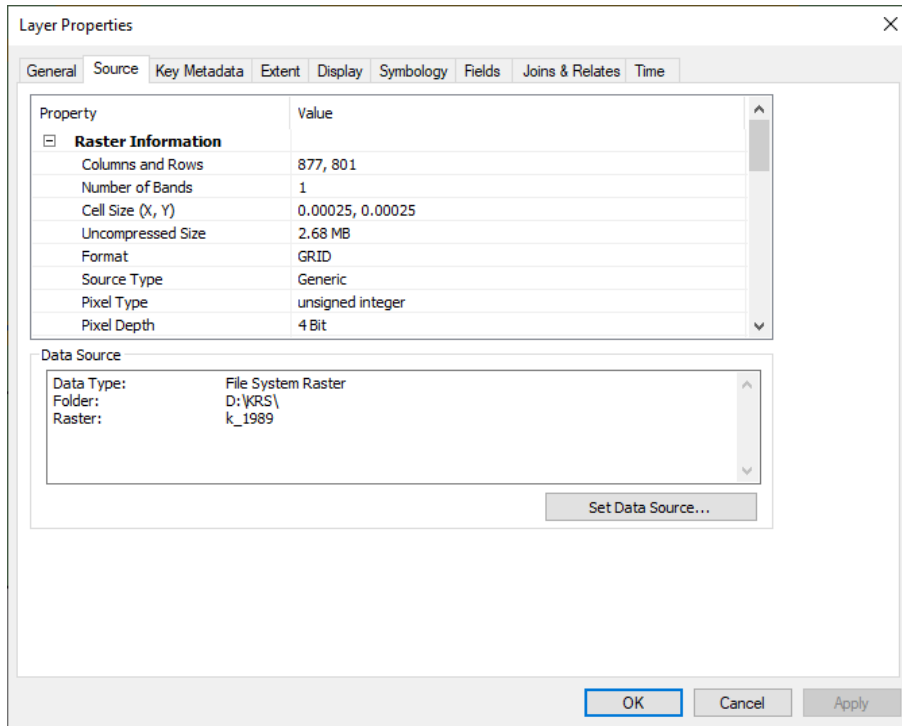 Layer Properties
General Source Key Metadata Extent Display Symbology Fields Joins & Relates Time
Property Value
Raster Information
Columns and Rows 877, 801
Number of Bands 1
Cell Size (X, Y) 0.00025, 0.00025
Uncompressed Size 2.68 MB
Format GRID
Source Type Generic
Pixel Type unsigned integer
Pixel Depth 4 Bit
Data Source
Data Type: File System Raster
Folder: D:\KRS\
Raster: k_1989
Set Data Source...
OK Cancel Apply